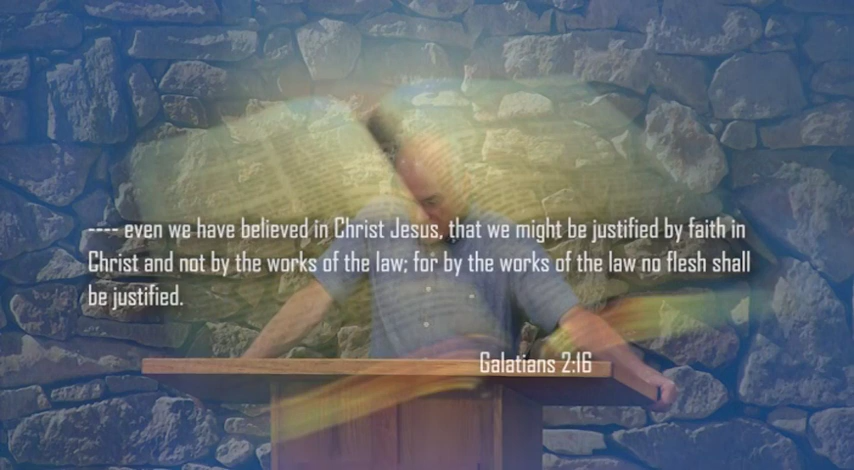 ---- even we have believed in Christ Jesus, that we might be justified by faith in
Christ and not by the works of the law; for by the works of the law no flesh shall
be justified.
Galatians 2:16